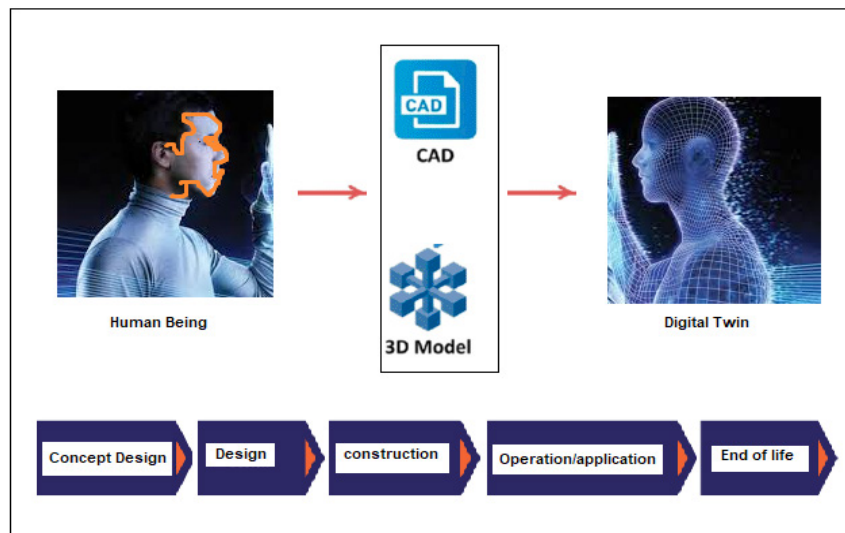 CAD
CAD
3D Model
Human Being
Digital Twin
Concept Design
Design
construction
Operation/application
End of life